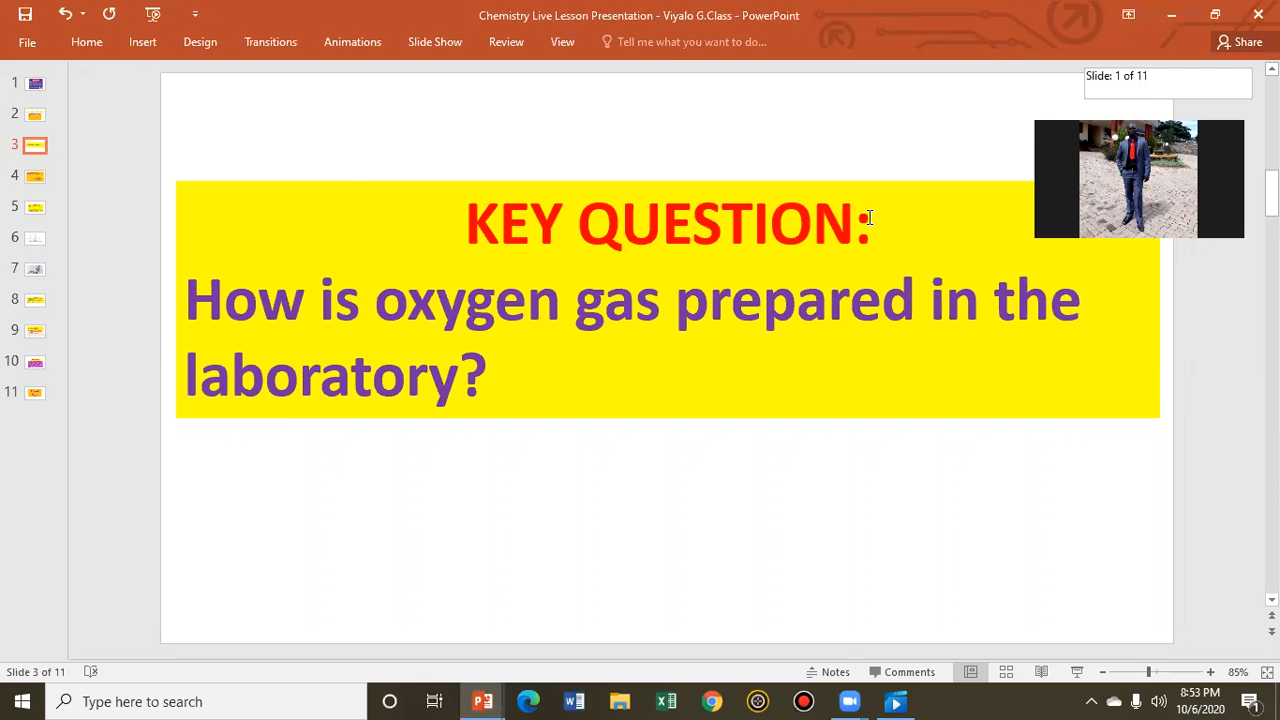 Chemistry Live Lesson Presentation - Viyalo G.Class - PowerPoint
File Home Insert Design Transitions Animations Slide Show Review View Tell me what you want to do... Share
Slide: 1 of 11
1
2
3
4
5
6
7
8
9
10
11
KEY QUESTION:
How is oxygen gas prepared in the
laboratory?
Slide 3 of 11 Notes Comments 85%
Type here to search
8:53 PM
10/6/2020
1